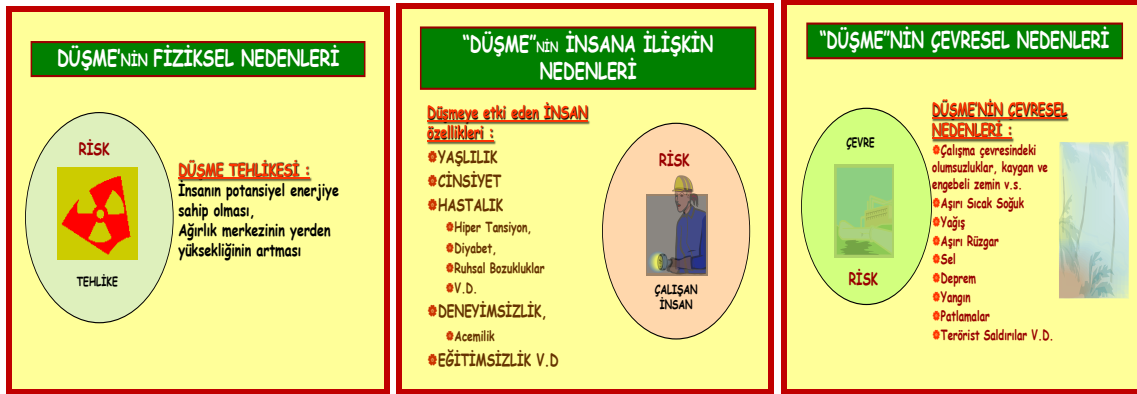 DÜŞME'NİN FİZİKSEL NEDENLERİ
RİSK
TEHLİKE
DÜŞME TEHLİKESİ :
İnsanın potansiyel enerjiye
sahip olması,
Ağırlık merkezinin yerden
yüksekliğinin artması
"DÜŞME"NİN İNSANA İLİŞKİN
NEDENLERİ
Düşmeye etki eden İNSAN
özellikleri :
YAŞLILIK
CİNSİYET
HASTALIK
Hiper Tansiyon,
Diyabet,
Ruhsal Bozukluklar
V.D.
DENEYİMSİZLİK,
Acemilik
EĞİTİMSİZLİK V.D
RİSK
ÇALIŞAN
İNSAN
"DÜŞME"NİN ÇEVRESEL NEDENLERİ
ÇEVRE
RİSK
DÜŞME'NİN ÇEVRESEL
NEDENLERİ :
Çalışma çevresindeki
olumsuzluklar, kaygan ve
engebeli zemin v.s.
Aşırı Sıcak Soğuk
Yağış
Aşırı Rüzgar
Sel
Deprem
Yangın
Patlamalar
Terörist Saldırılar V.D.